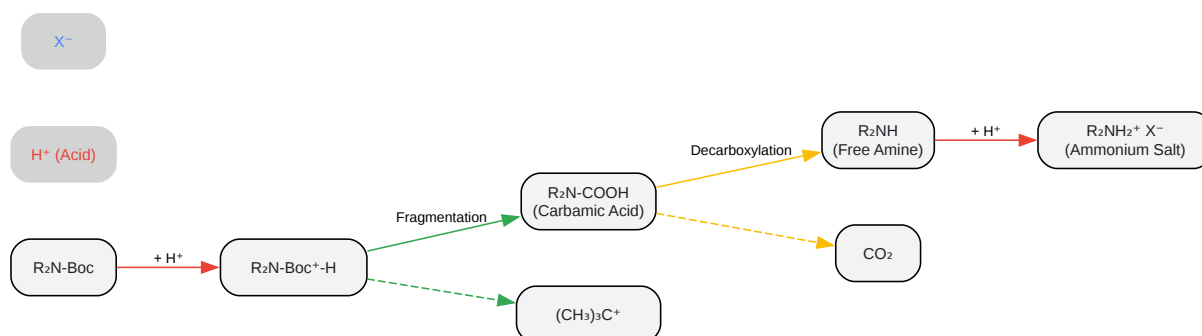 X⁻
H⁺ (Acid)
R₂N-Boc
+ H⁺
R₂N-Boc⁺-H
Fragmentation
R₂N-COOH
(Carbamic Acid)
(CH₃)₃C⁺
Decarboxylation
R₂NH
(Free Amine)
CO₂
+ H⁺
R₂NH₂⁺ X⁻
(Ammonium Salt)